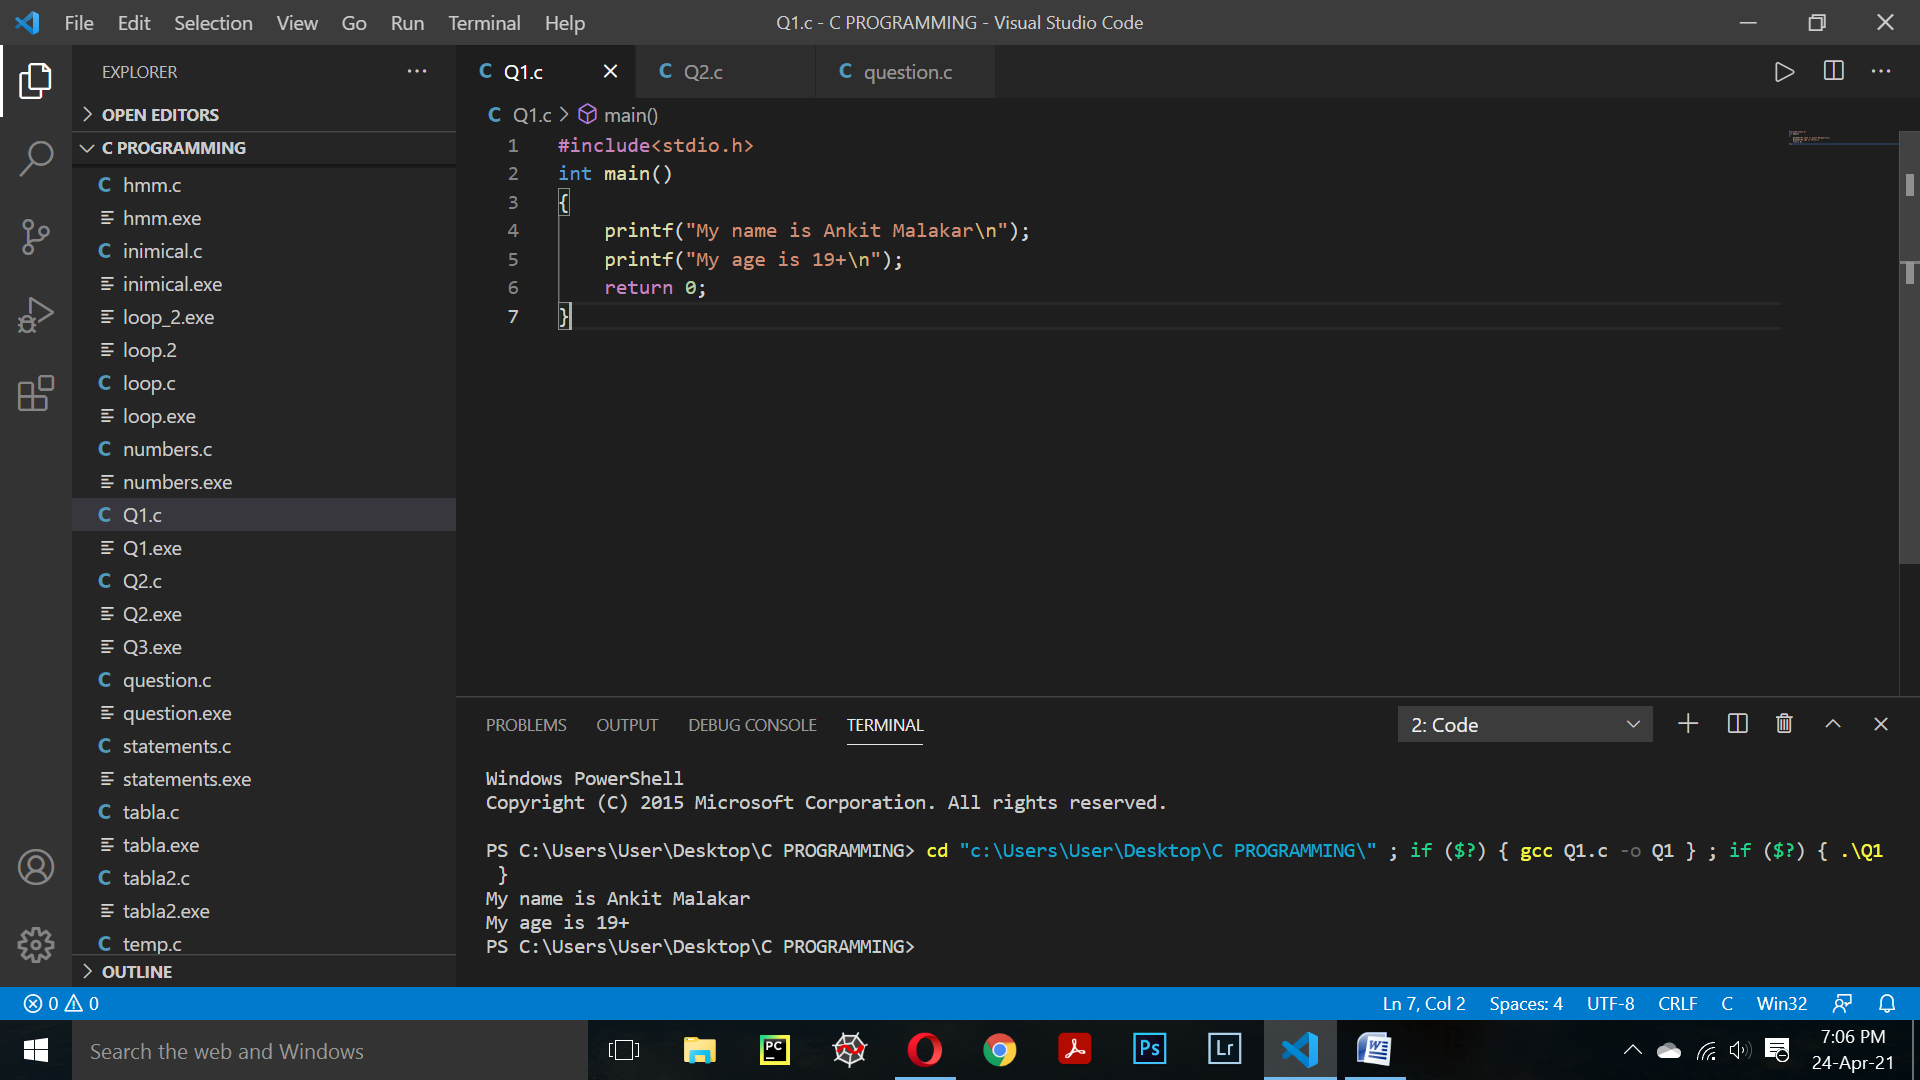 File Edit Selection View Go Run Terminal Help
Q1.c - C PROGRAMMING - Visual Studio Code
EXPLORER
OPEN EDITORS
C PROGRAMMING
C hmm.c
hmm.exe
C inimical.c
inimical.exe
loop_2.exe
loop.2
C loop.c
loop.exe
C numbers.c
numbers.exe
C Q1.c
Q1.exe
C Q2.c
Q2.exe
Q3.exe
C question.c
question.exe
C statements.c
statements.exe
C tabla.c
tabla.exe
C tabla2.c
tabla2.exe
C temp.c
OUTLINE
C Q1.c C Q2.c C question.c
C Q1.c > main()
1 #include<stdio.h>
2 int main()
3 {
4 printf("My name is Ankit Malakar\n");
5 printf("My age is 19+\n");
6 return 0;
7 }
PROBLEMS OUTPUT DEBUG CONSOLE TERMINAL
2: Code
Windows PowerShell
Copyright (C) 2015 Microsoft Corporation. All rights reserved.
PS C:\Users\User\Desktop\C PROGRAMMING> cd "c:\Users\User\Desktop\C PROGRAMMING\" ; if ($?) { gcc Q1.c -o Q1 } ; if ($?) { .\Q1
}
My name is Ankit Malakar
My age is 19+
PS C:\Users\User\Desktop\C PROGRAMMING>
0 0
Ln 7, Col 2 Spaces: 4 UTF-8 CRLF C Win32
Search the web and Windows
PC
Ps
Lr
W
7:06 PM
24-Apr-21